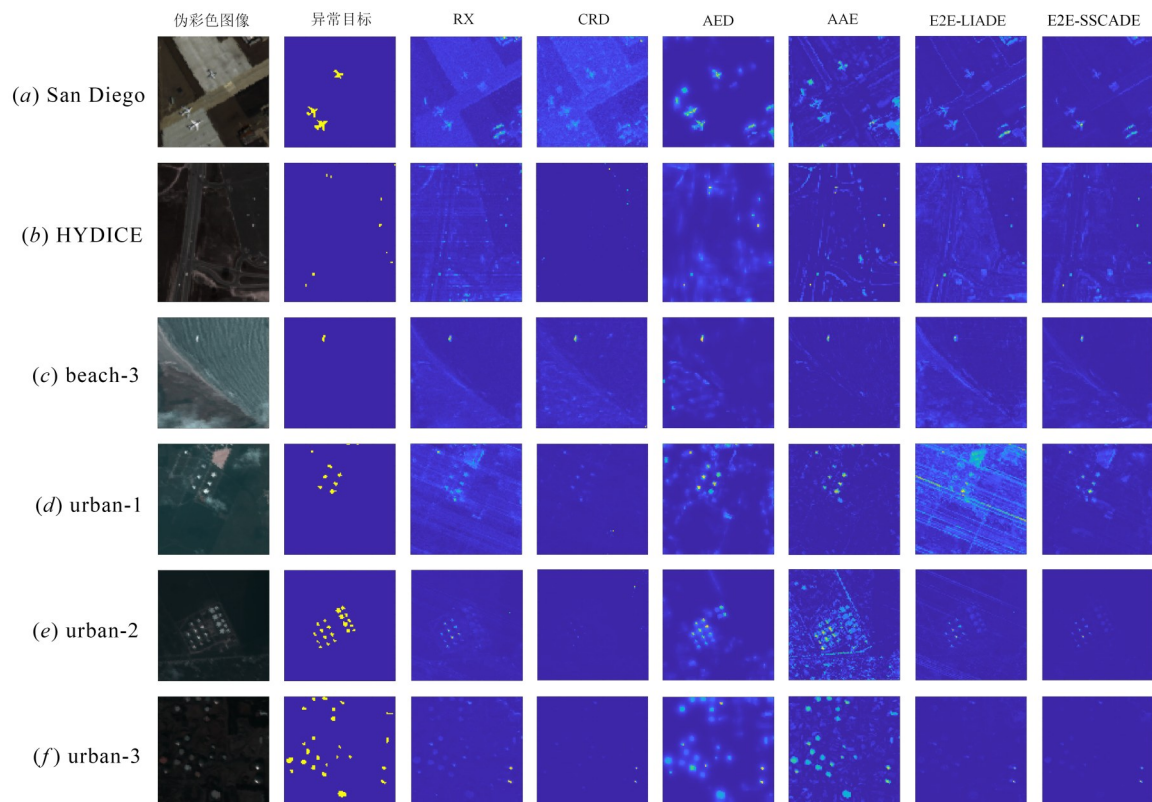 伪彩色图像 异常目标 RX CRD AED AAE E2E-LIADE E2E-SSCADE
(a) San Diego
(b) HYDICE
(c) beach-3
(d) urban-1
(e) urban-2
(f) urban-3